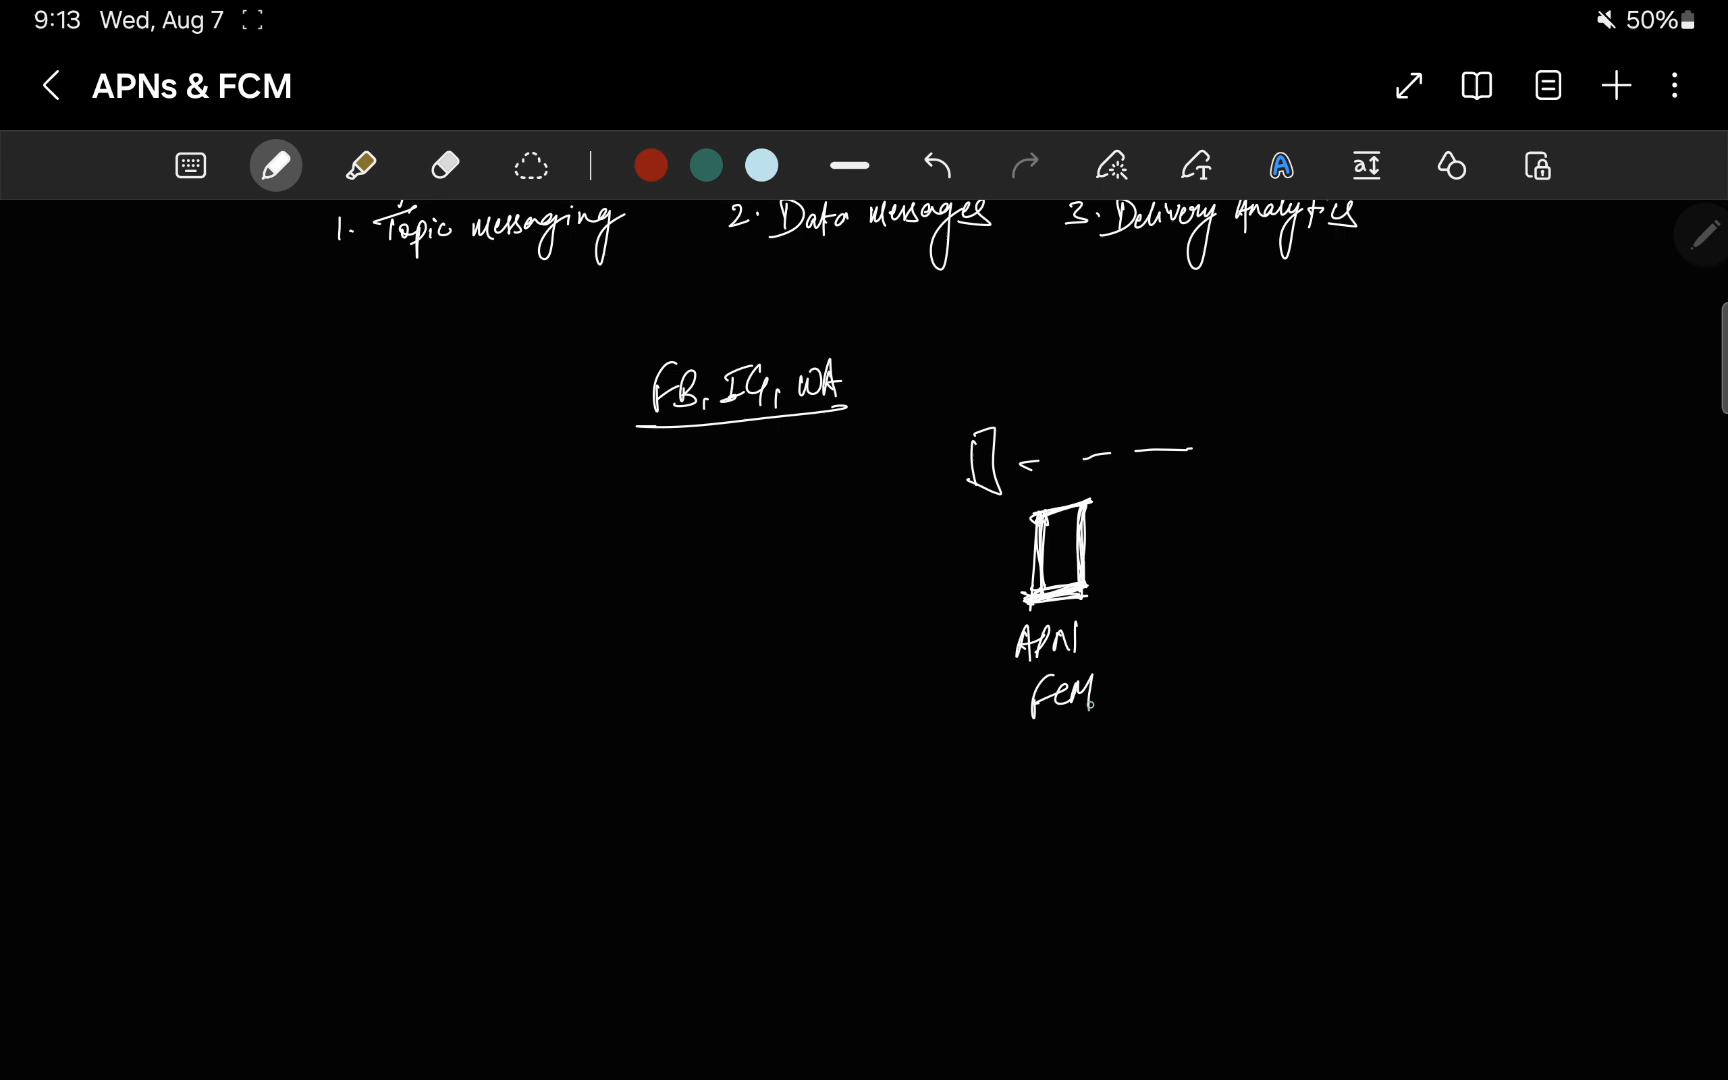 9:13 Wed, Aug 7 50%
APNs & FCM
1. Topic messaging 2. Data Messages 3. Delivery Analytics
FB, IG, WA
APN
FCM